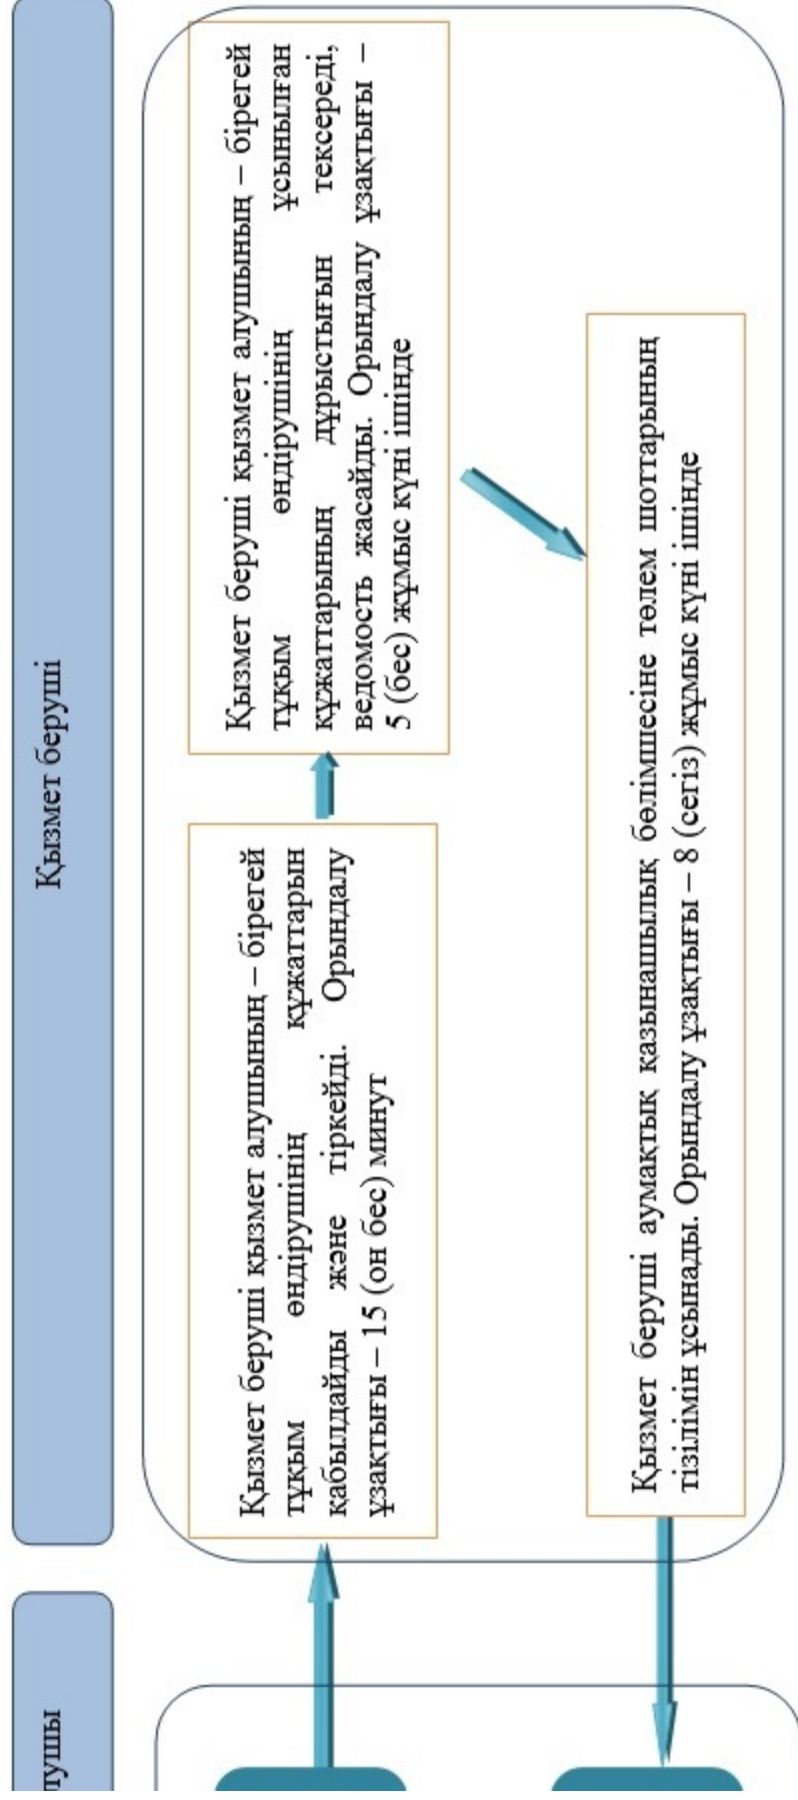 лушы
Қызмет беруші
Қызмет беруші қызмет алушының – бірегей
тұқым өндірушінің құжаттарын
қабылдайды және тіркейді. Орындалу
ұзақтығы – 15 (он бес) минут
Қызмет беруші қызмет алушының – бірегей
тұқым өндірушінің ұсынылған
құжаттарының дұрыстығын тексереді,
ведомость жасайды. Орындалу ұзақтығы –
5 (бес) жұмыс күні ішінде
Қызмет беруші аумақтық қазынашылық бөлімшесіне төлем шоттарының
тізілімін ұсынады. Орындалу ұзақтығы – 8 (сегіз) жұмыс күні ішінде